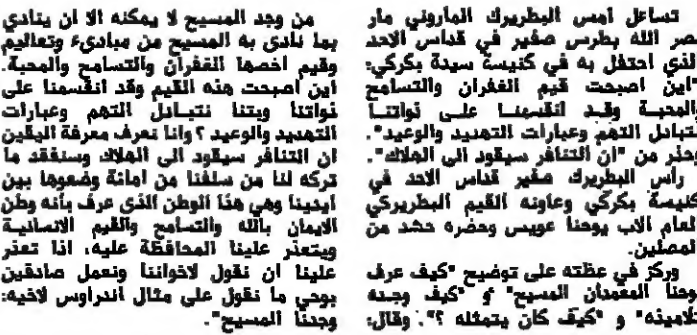 تساءل امس البطريرك الماروني مار
نصر الله بطرس صفير في قداس الاحد
الذي احتفل به في كنيسة سيدة بكركي:
"اين اصبحت قيم الغفران والتسامح
والمحبة وقد انقسمنا على ذواتنا
نتبادل التهم وعبارات التهديد والوعيد".
وحذر من "ان التنافر سيقود الى الهلاك".
راس البطريرك صفير قداس الاحد في
كنيسة بكركي وعاونه القيم البطريركي
العام الاب يوحنا عويس وحضره حشد من
المصلين.
وركز في عظته على توضيح "كيف عرف
يوحنا المعمدان المسيح" و "كيف وجده
تلاميذه" و "كيف كان يتمثله ؟". وقال:
من وجد المسيح لا يمكنه الا ان ينادي
بما نادى به المسيح من مبادىء وتعاليم
وقيم اخصها الغفران والتسامح والمحبة.
اين اصبحت هذه القيم وقد انقسمنا على
ذواتنا وبتنا نتبادل التهم وعبارات
التهديد والوعيد ؟ وانا نعرف معرفة اليقين
ان التنافر سيقود الى الهلاك وسنفقد ما
تركه لنا من سلفنا من امانة وضعوها بين
ايدينا وهي هذا الوطن الذي عرف بأنه وطن
الايمان بالله والتسامح والقيم الانسانية
ويتعذر علينا المحافظة عليه، اذا تعذر
علينا ان نقول لاخواننا ونعمل صادقين
بوحي ما نقول على مثال اندراوس لاخيه:
وجدنا المسيح".